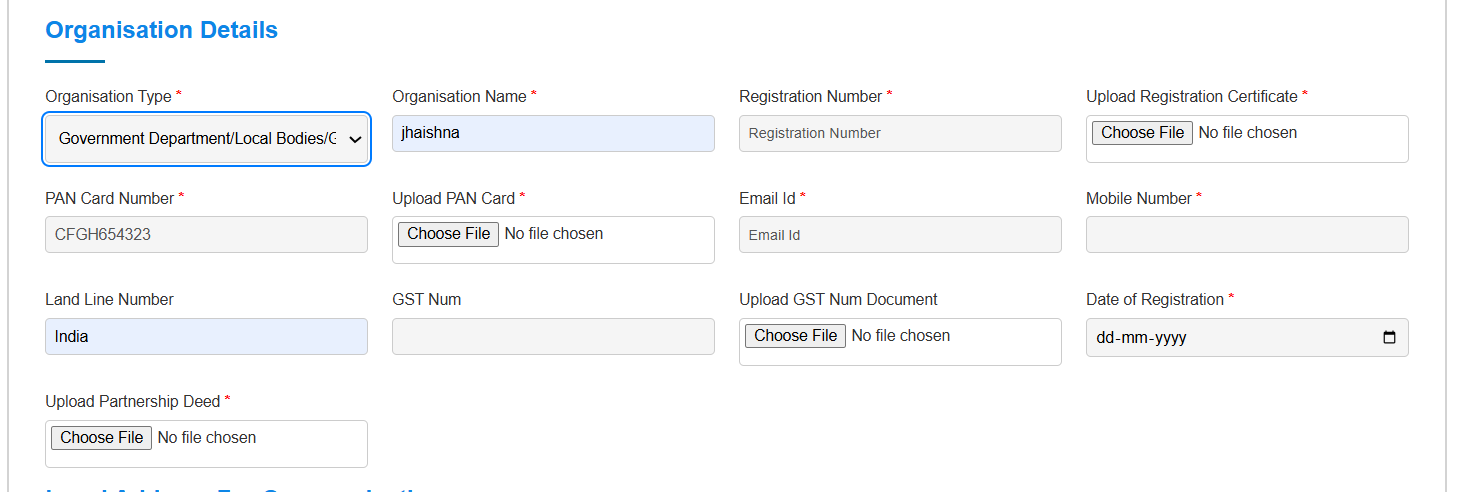 Organisation Details
Organisation Type * Organisation Name * Registration Number * Upload Registration Certificate *
Government Department/Local Bodies/G jhaishna Registration Number Choose File No file chosen
PAN Card Number * Upload PAN Card * Email Id * Mobile Number *
CFGH654323 Choose File No file chosen Email Id
Land Line Number GST Num Upload GST Num Document Date of Registration *
India Choose File No file chosen dd-mm-yyyy
Upload Partnership Deed *
Choose File No file chosen